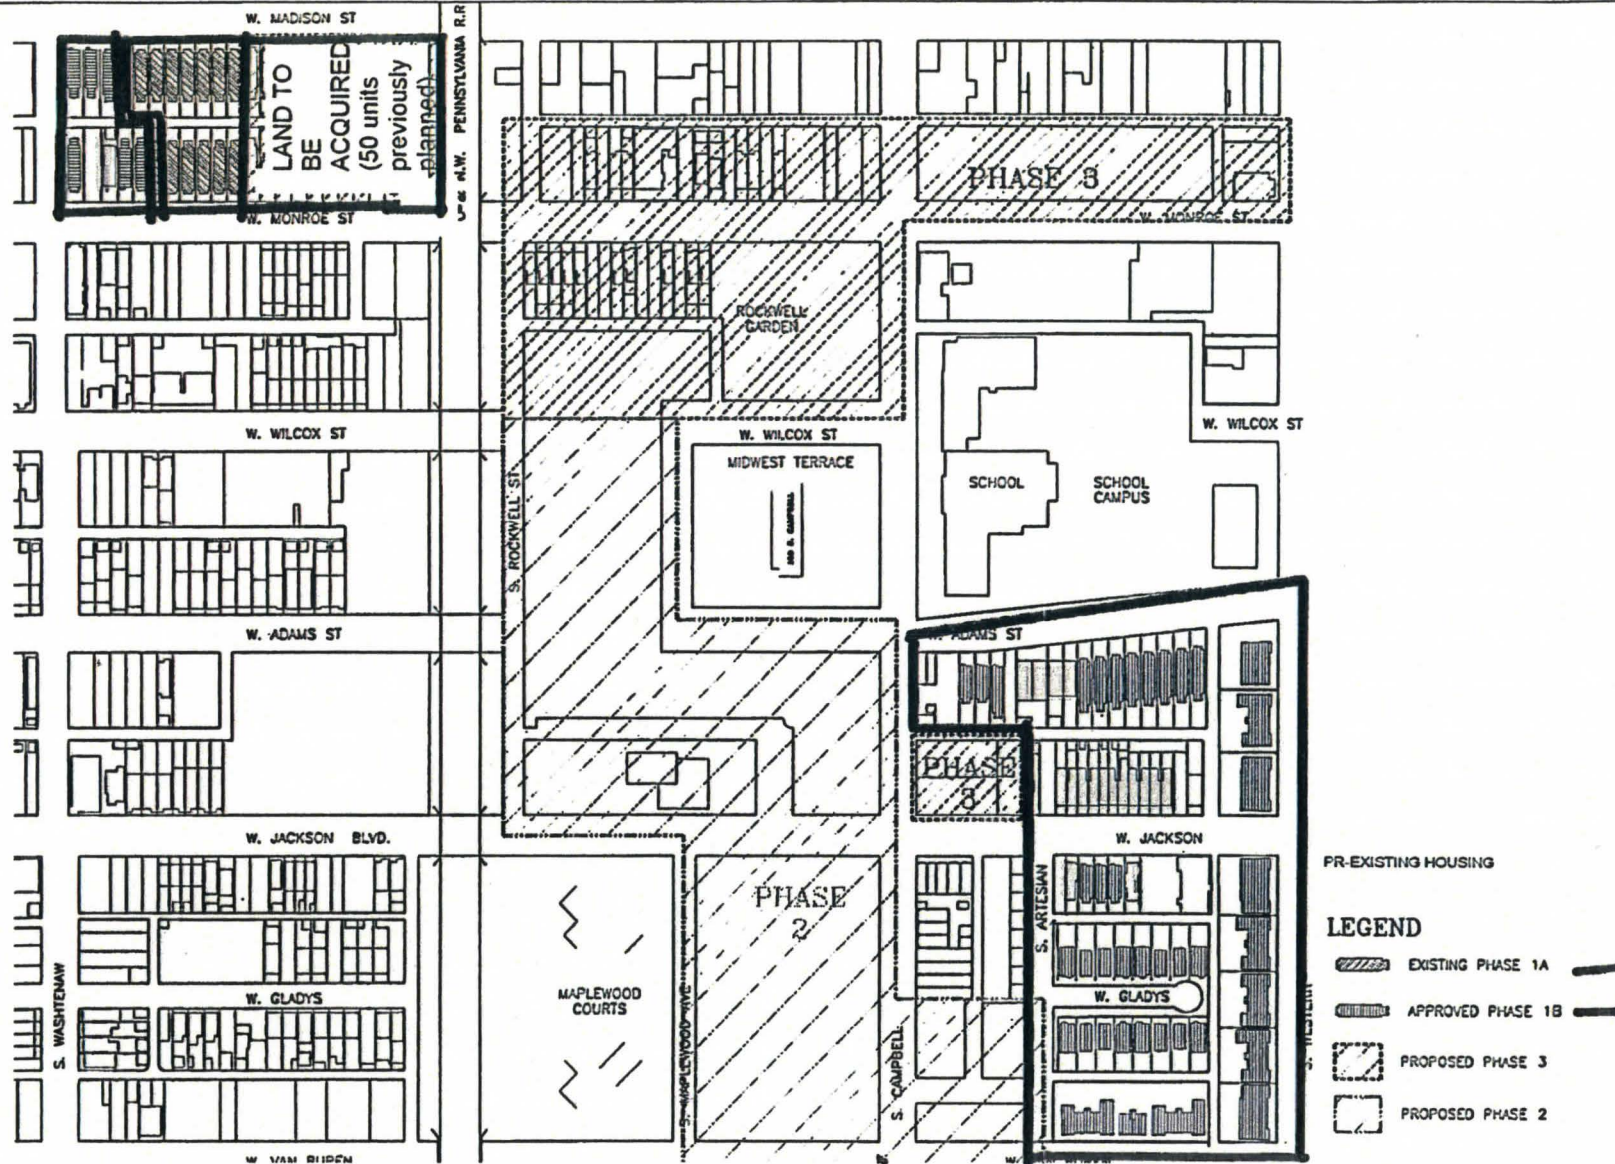 W. MADISON ST
LAND TO
BE
ACQUIRED
(50 units
previously
planned)
N.W. PENNSYLVANIA R.R
W. MONROE ST
PHASE 3
W. MONROE ST
ROCKWELL
GARDEN
W. WILCOX ST
W. WILCOX ST
W. WILCOX ST
MIDWEST TERRACE
S. ROCKWELL ST
SCHOOL
SCHOOL
CAMPUS
W. ADAMS ST
W. ADAMS ST
PHASE
3
W. JACKSON BLVD.
W. JACKSON
PHASE
2
S. ARTESIAN
S. WASHTENAW
W. GLADYS
W. GLADYS
MAPLEWOOD
COURTS
S. MAPLEWOOD AVE
S CAMPBELL
S. WESTERN
W. VAN BUREN
PR-EXISTING HOUSING
LEGEND
EXISTING PHASE 1A
APPROVED PHASE 1B
PROPOSED PHASE 3
PROPOSED PHASE 2